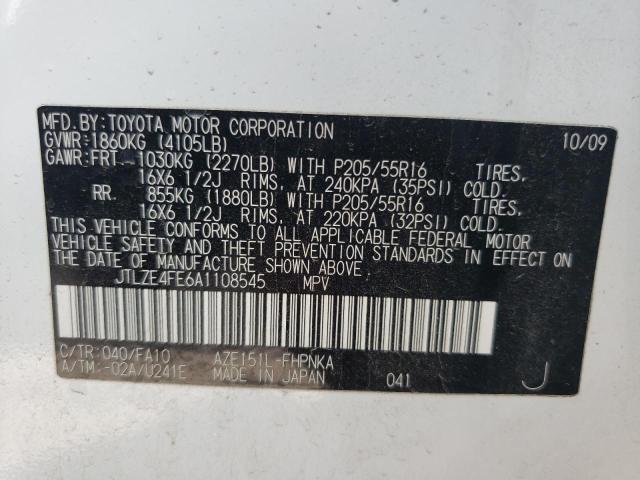 MFD.BY:TOYOTA MOTOR CORPORATION 10/09
GVWR:1860KG (4105LB)
GAWR:FRT 1030KG (2270LB) WITH P205/55R16 TIRES,
16X6 1/2J RIMS, AT 240KPA (35PSI) COLD.
RR. 855KG (1880LB) WITH P205/55R16 TIRES,
16X6 1/2J RIMS, AT 220KPA (32PSI) COLD.
THIS VEHICLE CONFORMS TO ALL APPLICABLE FEDERAL MOTOR
VEHICLE SAFETY AND THEFT PREVENTION STANDARDS IN EFFECT ON
THE DATE OF MANUFACTURE SHOWN ABOVE.
JTLZE4FE6A1108545 MPV
C/TR:040/FA10 AZE151L-FHPNKA
A/TM:-02A/U241E MADE IN JAPAN 041 J